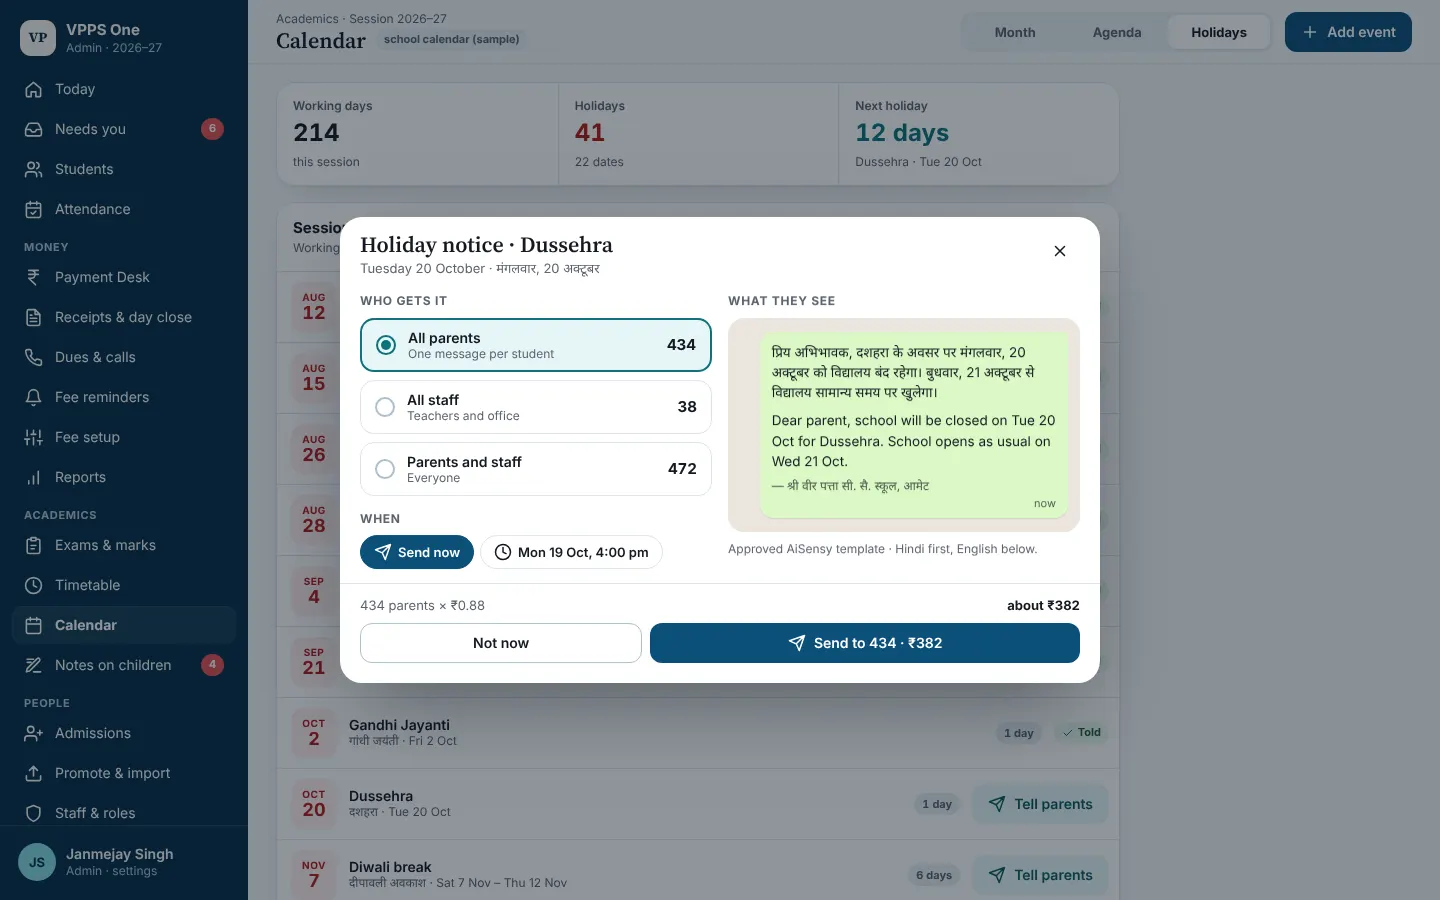 VP
VPPS One
Admin · 2026–27
Today
Needs you
6
Students
Attendance
MONEY
Payment Desk
Receipts & day close
Dues & calls
Fee reminders
Fee setup
Reports
ACADEMICS
Exams & marks
Timetable
Calendar
Notes on children
4
PEOPLE
Admissions
Promote & import
Staff & roles
JS
Janmejay Singh
Admin · settings
Academics · Session 2026–27
Calendar
school calendar (sample)
Month
Agenda
Holidays
Add event
Working days
214
this session
Holidays
41
22 dates
Next holiday
12 days
Dussehra · Tue 20 Oct
Working
AUG
12
AUG
15
AUG
26
AUG
28
SEP
4
SEP
21
Holiday notice · Dussehra
Tuesday 20 October · मंगलवार, 20 अक्टूबर
WHO GETS IT
All parents
One message per student
434
All staff
Teachers and office
38
Parents and staff
Everyone
472
WHEN
Send now
Mon 19 Oct, 4:00 pm
WHAT THEY SEE
प्रिय अभिभावक, दशहरा के अवसर पर मंगलवार, 20
अक्टूबर को विद्यालय बंद रहेगा। बुधवार, 21 अक्टूबर से
विद्यालय सामान्य समय पर खुलेगा।
Dear parent, school will be closed on Tue 20
Oct for Dussehra. School opens as usual on
Wed 21 Oct.
— श्री वीर पत्ता सी. सै. स्कूल, आमेट
now
Approved AiSensy template · Hindi first, English below.
434 parents × ₹0.88
about ₹382
Not now
Send to 434 · ₹382
OCT
2
Gandhi Jayanti
गांधी जयंती · Fri 2 Oct
1 day
Told
OCT
20
Dussehra
दशहरा · Tue 20 Oct
1 day
Tell parents
NOV
7
Diwali break
दीपावली अवकाश · Sat 7 Nov – Thu 12 Nov
6 days
Tell parents